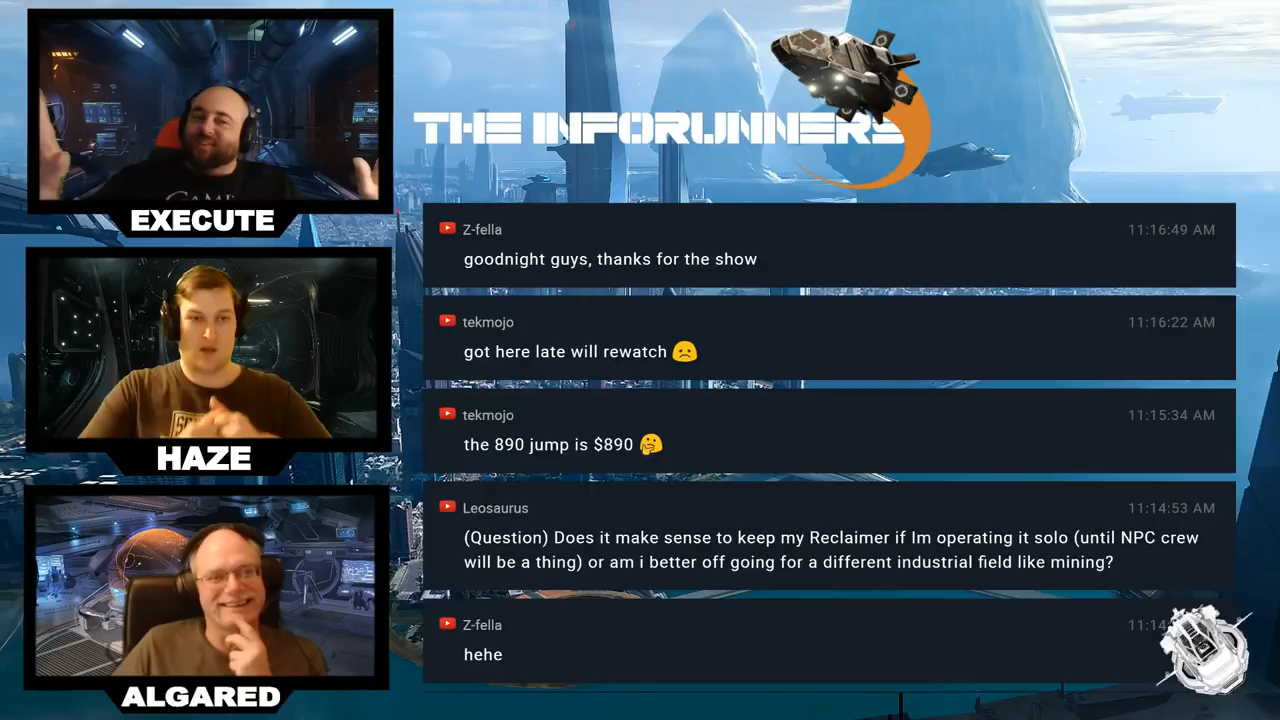 THE INFORUNNERS
EXECUTE
HAZE
ALGARED
Z-fella 11:16:49 AM
goodnight guys, thanks for the show
tekmojo 11:16:22 AM
got here late will rewatch 🙁
tekmojo 11:15:34 AM
the 890 jump is $890 🤔
Leosaurus 11:14:53 AM
(Question) Does it make sense to keep my Reclaimer if Im operating it solo (until NPC crew
will be a thing) or am i better off going for a different industrial field like mining?
Z-fella 11:14
hehe